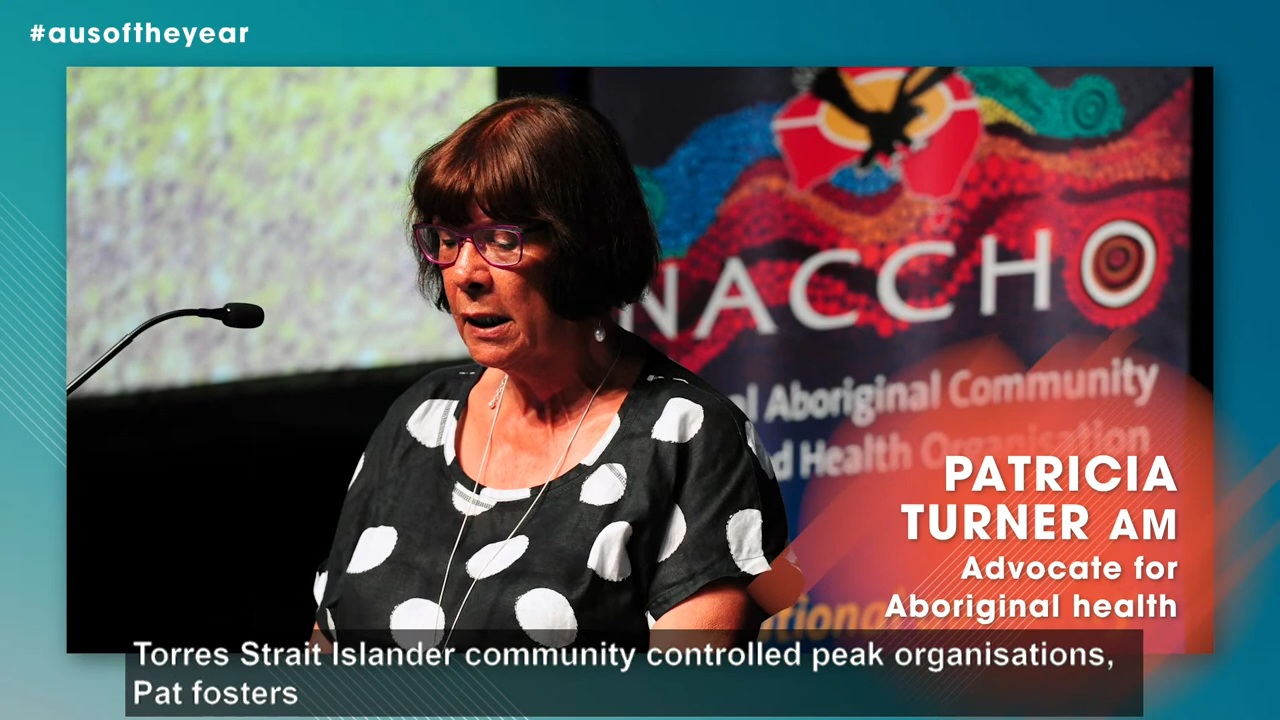 #ausoftheyear
NACCHO
Aboriginal Community
Health Organisation
PATRICIA
TURNER AM
Advocate for
Aboriginal health
Torres Strait Islander community controlled peak organisations,
Pat fosters